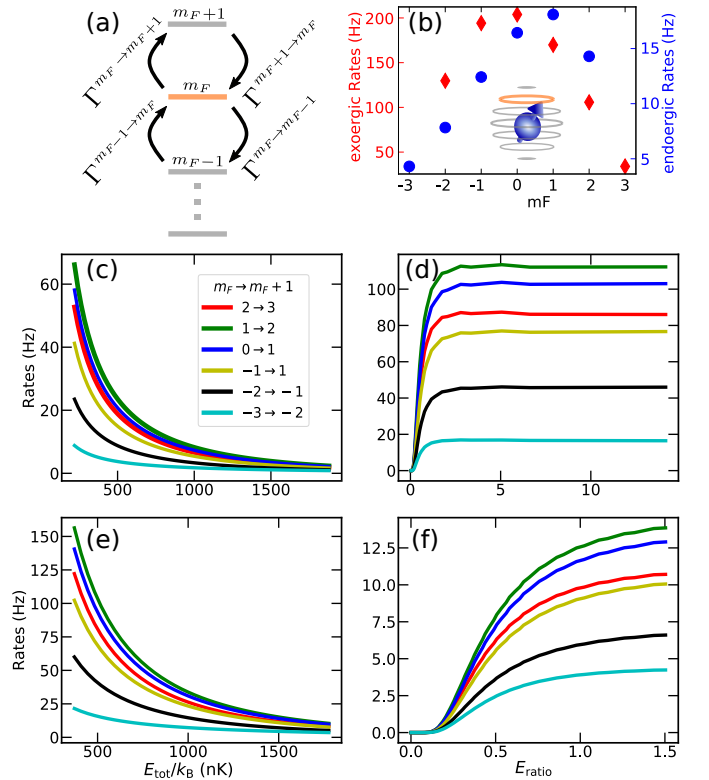 (a)
m_F+1
Γ^{m_F→m_F+1}
Γ^{m_F+1→m_F}
m_F
Γ^{m_F−1→m_F}
Γ^{m_F→m_F−1}
m_F−1
(b)
exoergic Rates (Hz)
200
150
100
50
endoergic Rates (Hz)
15
10
5
-3 -2 -1 0 1 2 3
mF
(c)
Rates (Hz)
60
40
20
0
500 1000 1500
m_F→m_F+1
2→3
1→2
0→1
−1→1
−2→−1
−3→−2
(d)
100
80
60
40
20
0
0 5 10
(e)
Rates (Hz)
150
125
100
75
50
25
0
500 1000 1500
E_tot/k_B (nK)
(f)
12.5
10.0
7.5
5.0
2.5
0.0
0.0 0.5 1.0 1.5
E_ratio